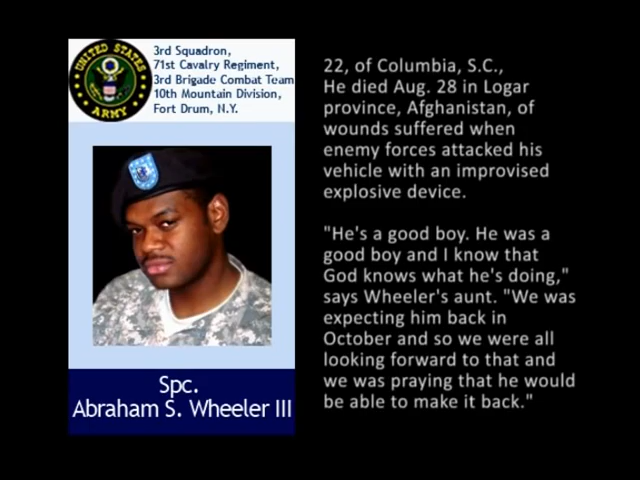 UNITED STATES
ARMY
3rd Squadron,
71st Cavalry Regiment,
3rd Brigade Combat Team
10th Mountain Division,
Fort Drum, N.Y.
Spc.
Abraham S. Wheeler III
22, of Columbia, S.C.,
He died Aug. 28 in Logar
province, Afghanistan, of
wounds suffered when
enemy forces attacked his
vehicle with an improvised
explosive device.
"He's a good boy. He was a
good boy and I know that
God knows what he's doing,"
says Wheeler's aunt. "We was
expecting him back in
October and so we were all
looking forward to that and
we was praying that he would
be able to make it back."